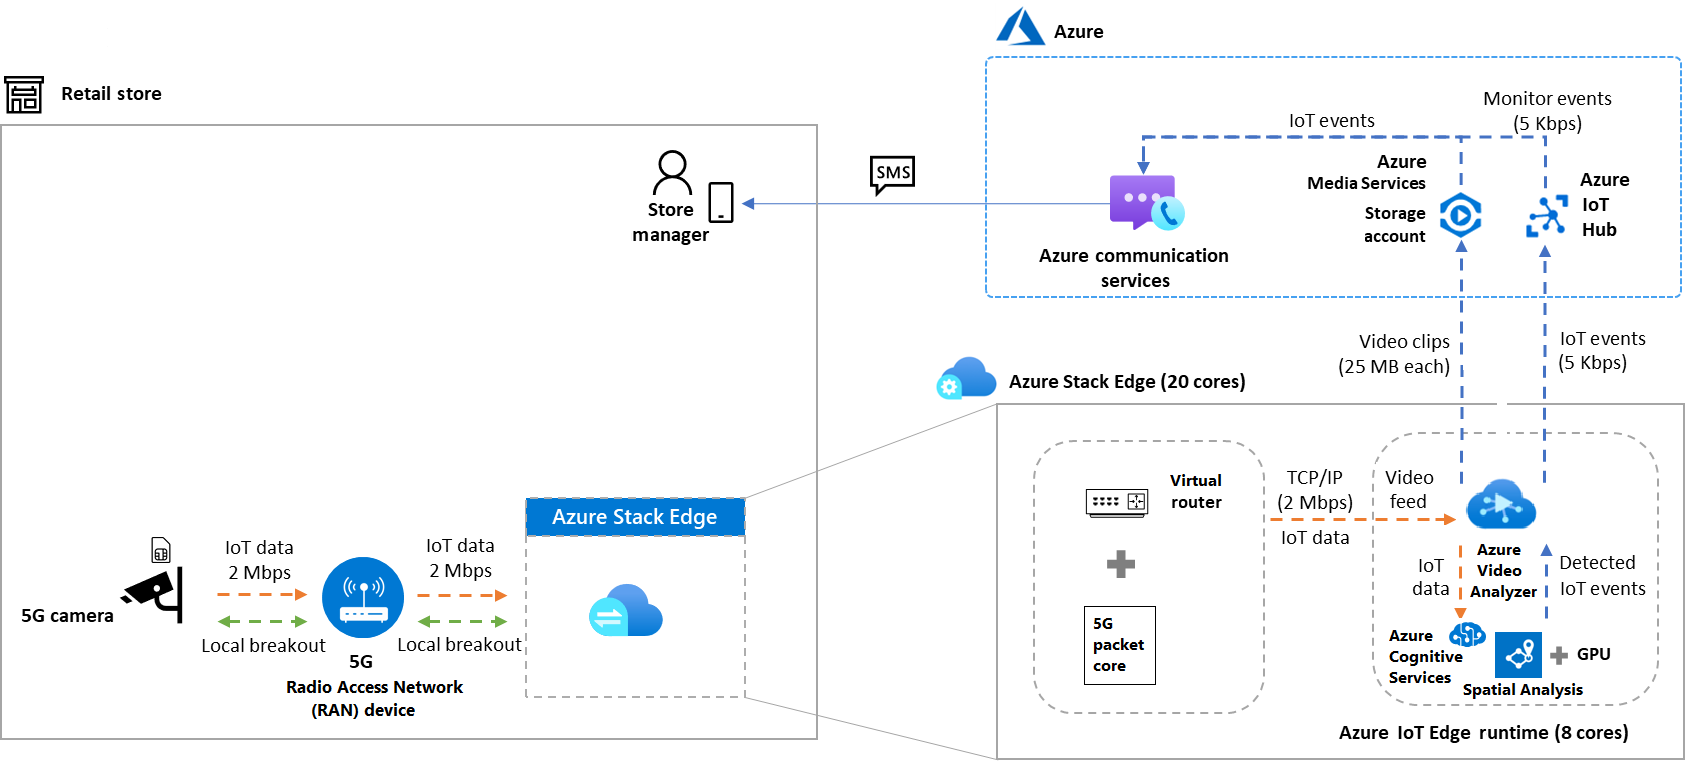 Azure
Retail store
Monitor events
(5 Kbps)
IoT events
SMS
Store
manager
Azure
Media Services
Storage
account
Azure
IoT
Hub
Azure communication
services
Video clips
(25 MB each)
IoT events
(5 Kbps)
Azure Stack Edge (20 cores)
Virtual
router
TCP/IP
(2 Mbps)
IoT data
Video
feed
Azure Stack Edge
IoT data
2 Mbps
IoT data
2 Mbps
5G camera
Local breakout
Local breakout
5G
Radio Access Network
(RAN) device
5G
packet
core
Azure
Video
Analyzer
IoT
data
Detected
IoT events
Azure
Cognitive
Services
GPU
Spatial Analysis
Azure IoT Edge runtime (8 cores)